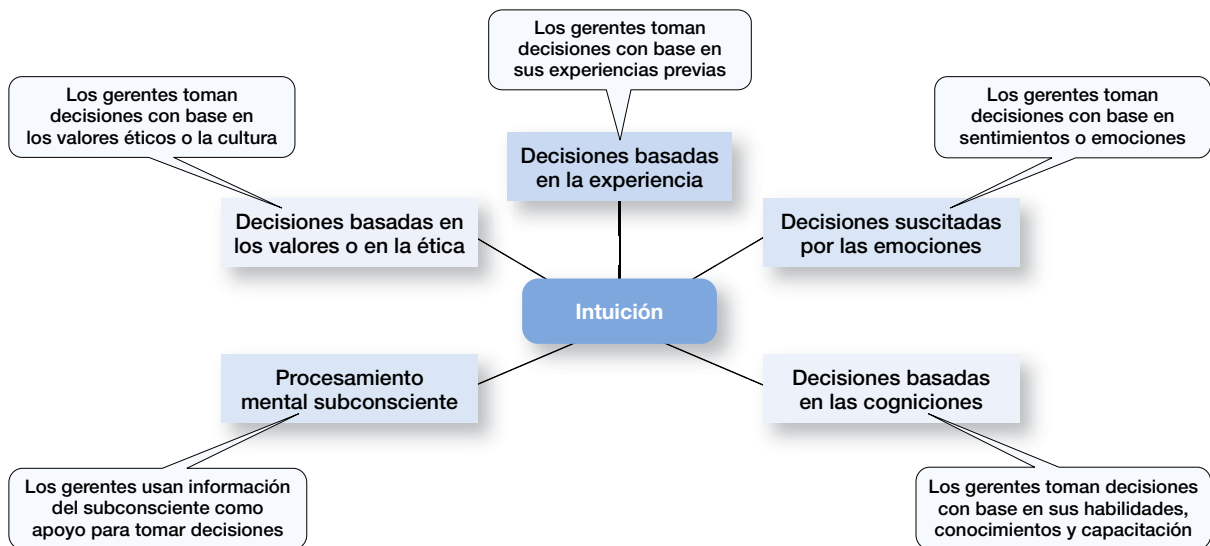 Los gerentes toman
decisiones con base en
sus experiencias previas
Los gerentes toman
decisiones con base en
los valores éticos o la cultura
Los gerentes toman
decisiones con base en
sentimientos o emociones
Decisiones basadas
en la experiencia
Decisiones basadas en
los valores o en la ética
Decisiones suscitadas
por las emociones
Intuición
Procesamiento
mental subconsciente
Decisiones basadas
en las cogniciones
Los gerentes usan información
del subconsciente como
apoyo para tomar decisiones
Los gerentes toman decisiones
con base en sus habilidades,
conocimientos y capacitación